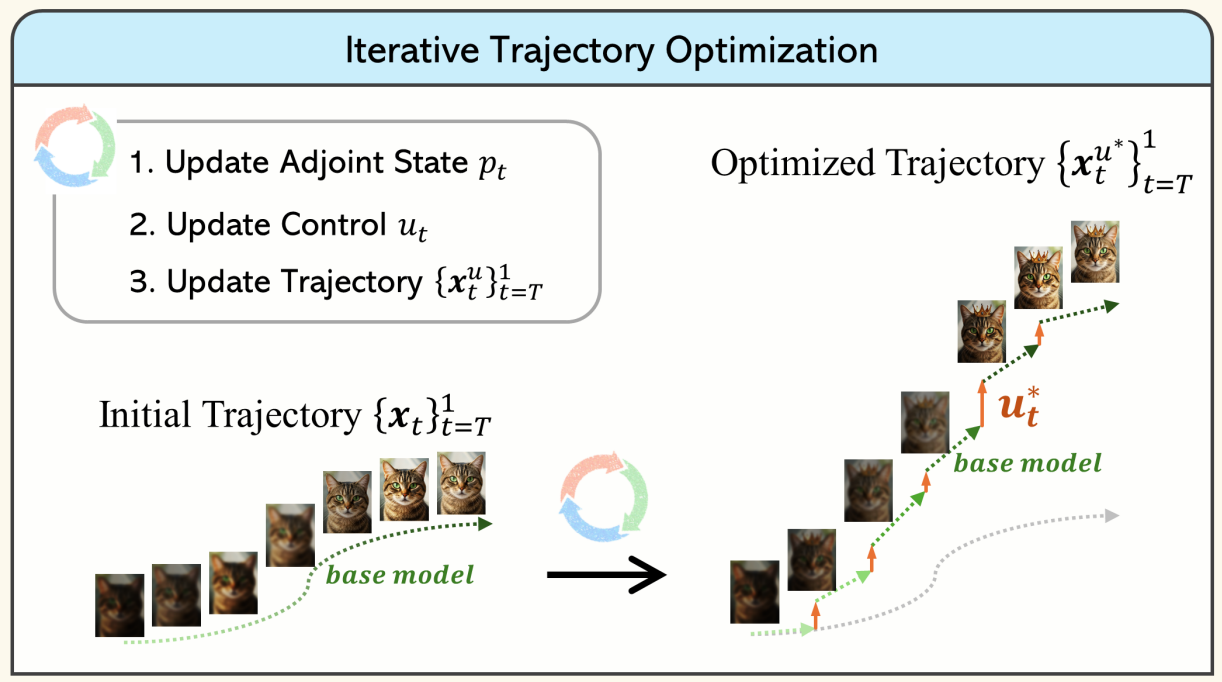 Iterative Trajectory Optimization
1. Update Adjoint State $p_t$
2. Update Control $u_t$
3. Update Trajectory $\{\boldsymbol{x}_t^u\}_{t=T}^1$
Optimized Trajectory $\{\boldsymbol{x}_t^{u^*}\}_{t=T}^1$
Initial Trajectory $\{\boldsymbol{x}_t\}_{t=T}^1$
$\boldsymbol{u}_t^*$
base model
base model